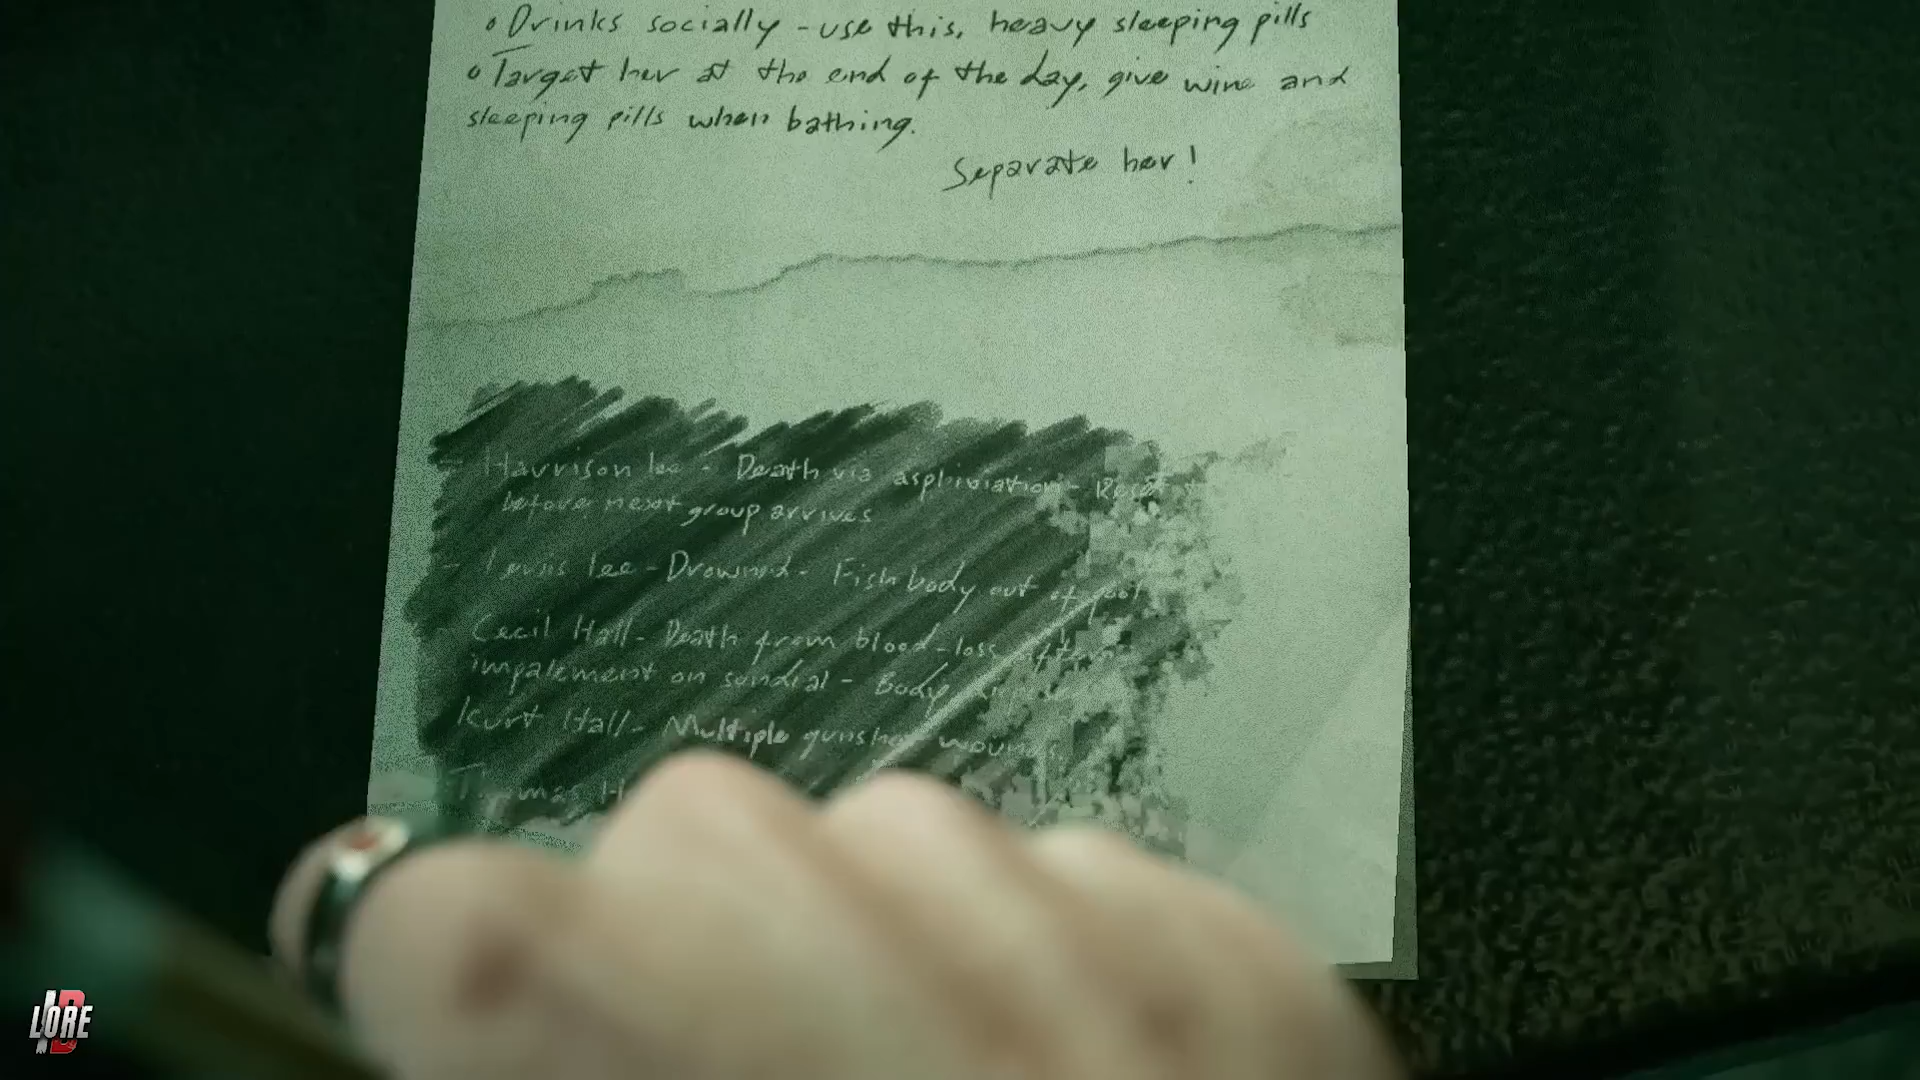 • Drinks socially - use this, heavy sleeping pills
• Target her at the end of the day, give wine and
sleeping pills when bathing.
Separate her!
- Harrison lee - Death via asphixiation - Reset
before next group arrives
- lee - Drowned - Fish body out of pool
Cecil Hall - Death from blood-loss after
impalement on sundial - Body
Kurt Hall - Multiple gunshot wounds
LORE